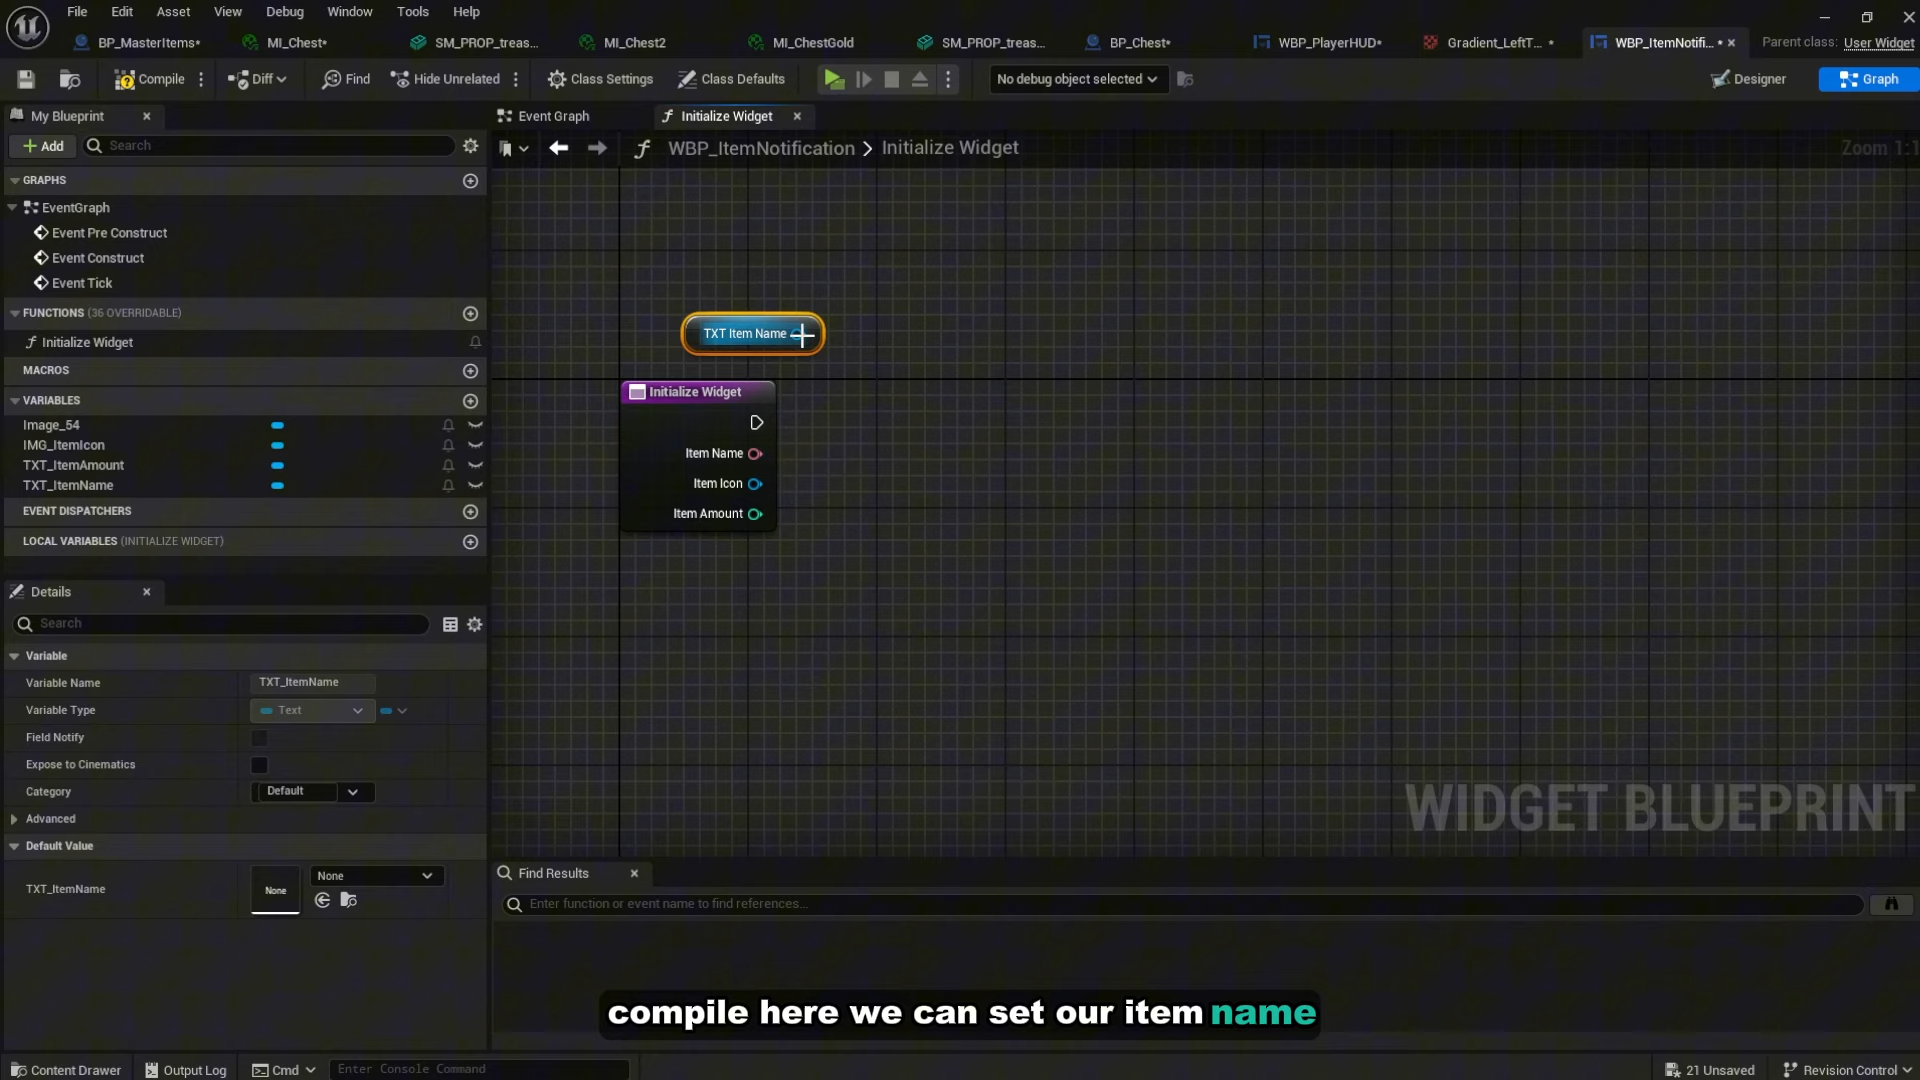 File Edit Asset View Debug Window Tools Help
BP_MasterItems* MI_Chest* SM_PROP_treas... MI_Chest2 MI_ChestGold SM_PROP_treas... BP_Chest* WBP_PlayerHUD* Gradient_LeftT... * WBP_ItemNotifi... * Parent class: User Widget
Compile Diff Find Hide Unrelated Class Settings Class Defaults No debug object selected Designer Graph
My Blueprint
Event Graph Initialize Widget
Add Search
WBP_ItemNotification > Initialize Widget Zoom 1:1
GRAPHS
EventGraph
Event Pre Construct
Event Construct
Event Tick
FUNCTIONS (36 OVERRIDABLE)
Initialize Widget
MACROS
VARIABLES
Image_54
IMG_ItemIcon
TXT_ItemAmount
TXT_ItemName
EVENT DISPATCHERS
LOCAL VARIABLES (INITIALIZE WIDGET)
TXT Item Name
Initialize Widget
Item Name
Item Icon
Item Amount
Details
Search
Variable
Variable Name TXT_ItemName
Variable Type Text
Field Notify
Expose to Cinematics
Category Default
Advanced
Default Value
TXT_ItemName None None
WIDGET BLUEPRINT
Find Results
Enter function or event name to find references...
compile here we can set our item name
Content Drawer Output Log Cmd Enter Console Command 21 Unsaved Revision Control